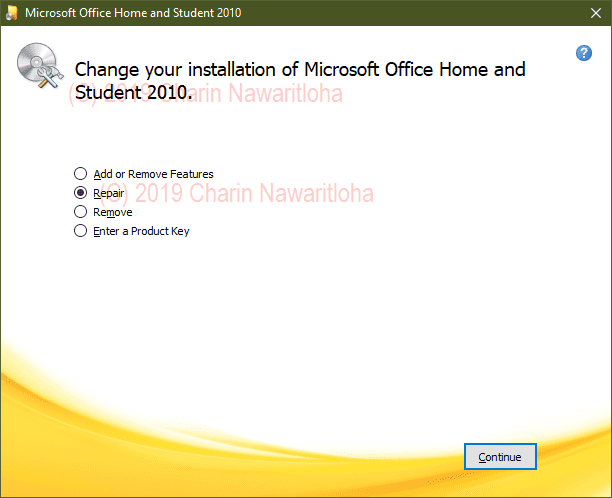 Microsoft Office Home and Student 2010
?
Change your installation of Microsoft Office Home and
Student 2010.
(C) 2019 Charin Nawaritloha
Add or Remove Features
Repair
(C) 2019 Charin Nawaritloha
Remove
Enter a Product Key
Continue